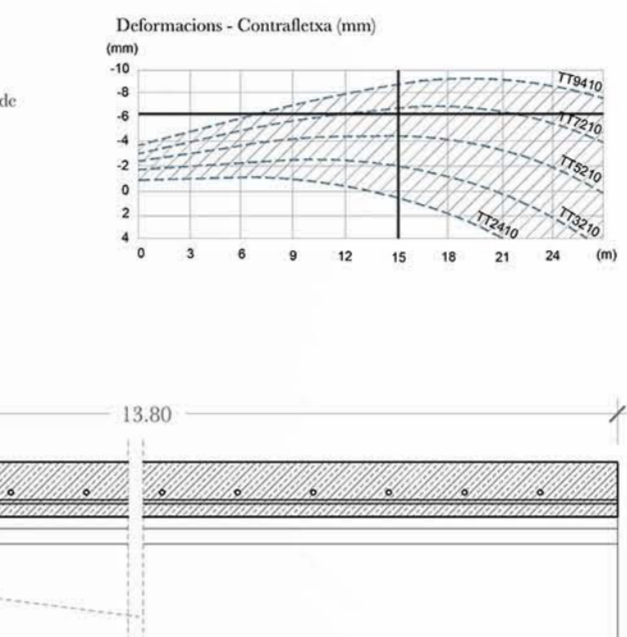 Deformacions - Contrafletxa (mm)
(mm)
de
-10
-8
-6
-4
-2
0
2
4
TT9410
TT7210
TT5210
TT3210
TT2410
0 3 6 9 12 15 18 21 24 (m)
13.80